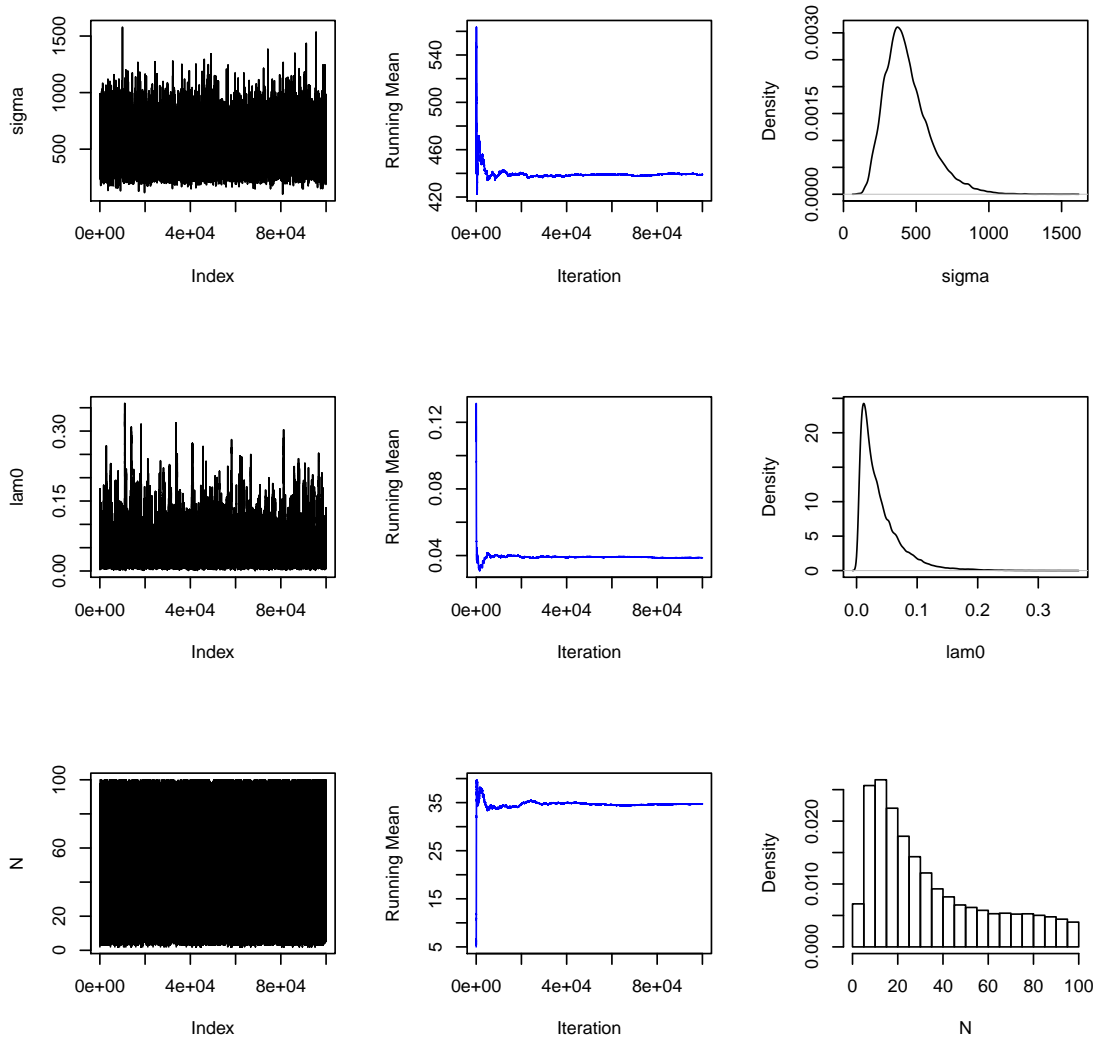 sigma
500 1000 1500
0e+00 4e+04 8e+04
Index
Running Mean
420 460 500 540
0e+00 4e+04 8e+04
Iteration
Density
0.0000 0.0015 0.0030
0 500 1000 1500
sigma
lam0
0.00 0.15 0.30
0e+00 4e+04 8e+04
Index
Running Mean
0.04 0.08 0.12
0e+00 4e+04 8e+04
Iteration
Density
0 5 10 20
0.0 0.1 0.2 0.3
lam0
N
0 20 60 100
0e+00 4e+04 8e+04
Index
Running Mean
5 15 25 35
0e+00 4e+04 8e+04
Iteration
Density
0.000 0.010 0.020
0 20 40 60 80 100
N